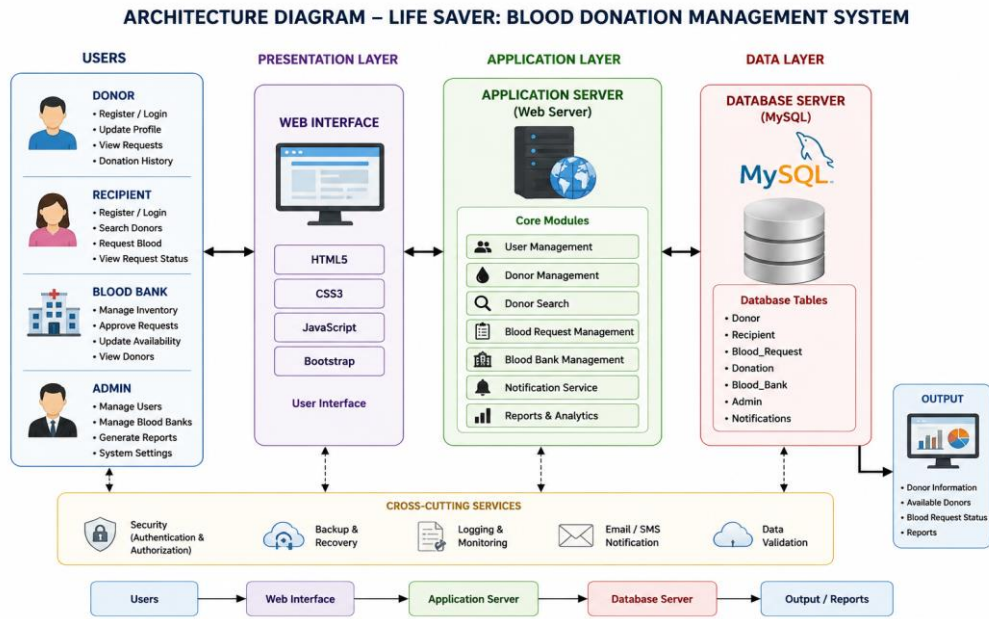 ARCHITECTURE DIAGRAM – LIFE SAVER: BLOOD DONATION MANAGEMENT SYSTEM
USERS
DONOR
• Register / Login
• Update Profile
• View Requests
• Donation History
RECIPIENT
• Register / Login
• Search Donors
• Request Blood
• View Request Status
BLOOD BANK
• Manage Inventory
• Approve Requests
• Update Availability
• View Donors
ADMIN
• Manage Users
• Manage Blood Banks
• Generate Reports
• System Settings
PRESENTATION LAYER
WEB INTERFACE
HTML5
CSS3
JavaScript
Bootstrap
User Interface
APPLICATION LAYER
APPLICATION SERVER
(Web Server)
Core Modules
User Management
Donor Management
Donor Search
Blood Request Management
Blood Bank Management
Notification Service
Reports & Analytics
DATA LAYER
DATABASE SERVER
(MySQL)
MySQL
Database Tables
• Donor
• Recipient
• Blood_Request
• Donation
• Blood_Bank
• Admin
• Notifications
OUTPUT
• Donor Information
• Available Donors
• Blood Request Status
• Reports
CROSS-CUTTING SERVICES
Security
(Authentication &
Authorization)
Backup &
Recovery
Logging &
Monitoring
Email / SMS
Notification
Data
Validation
Users
Web Interface
Application Server
Database Server
Output / Reports